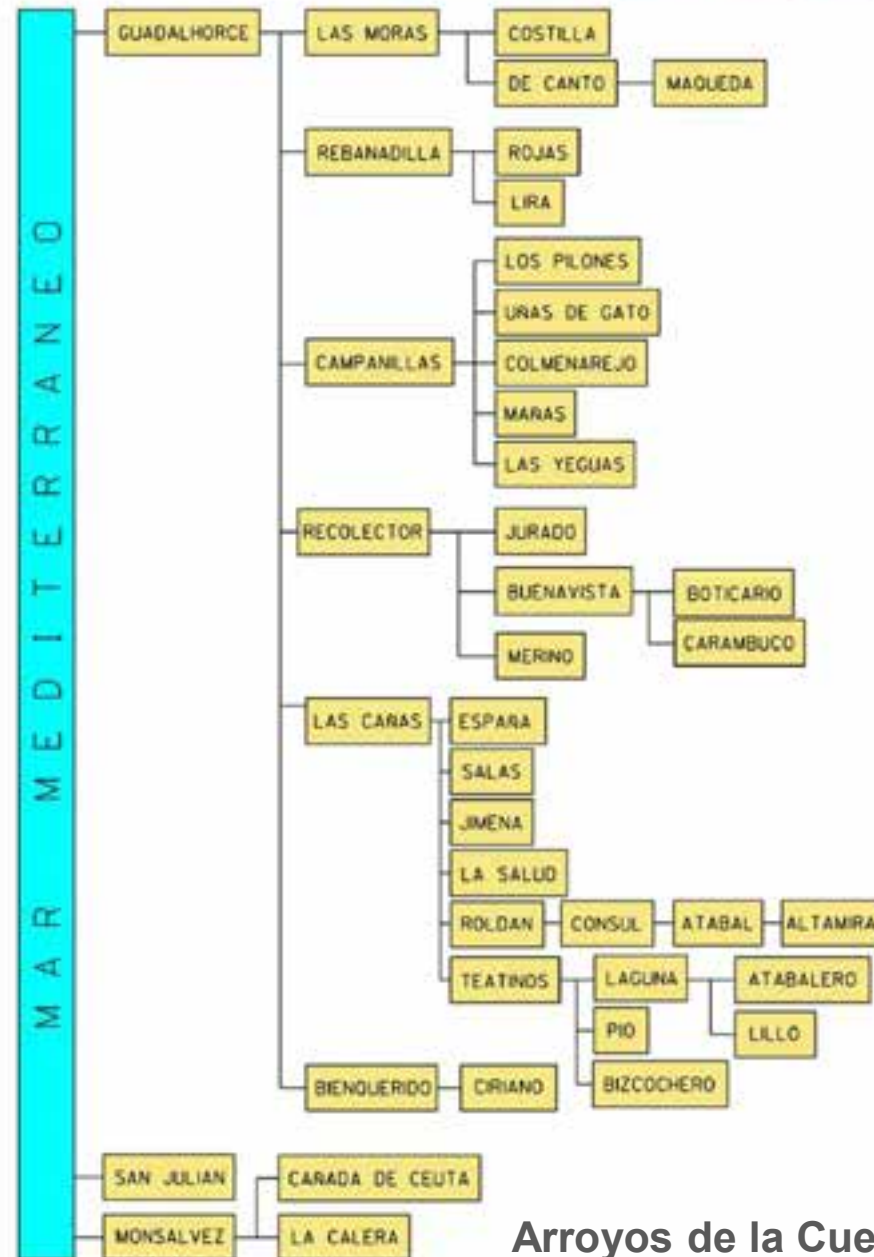 MAR MEDITERRANEO
GUADALHORCE
LAS MORAS
COSTILLA
DE CANTO
MAQUEDA
REBANADILLA
ROJAS
LIRA
CAMPANILLAS
LOS PILONES
UÑAS DE GATO
COLMENAREJO
MAÑAS
LAS YEGUAS
RECOLECTOR
JURADO
BUENAVISTA
BOTICARIO
CARAMBUCO
MERINO
LAS CAÑAS
ESPAÑA
SALAS
JIMENA
LA SALUD
ROLDAN
CONSUL
ATABAL
ALTAMIRA
TEATINOS
LAGUNA
ATABALERO
LILLO
PIO
BIZCOCHERO
BIENQUERIDO
CIRIANO
SAN JULIAN
MONSALVEZ
CAÑADA DE CEUTA
LA CALERA
Arroyos de la Cue